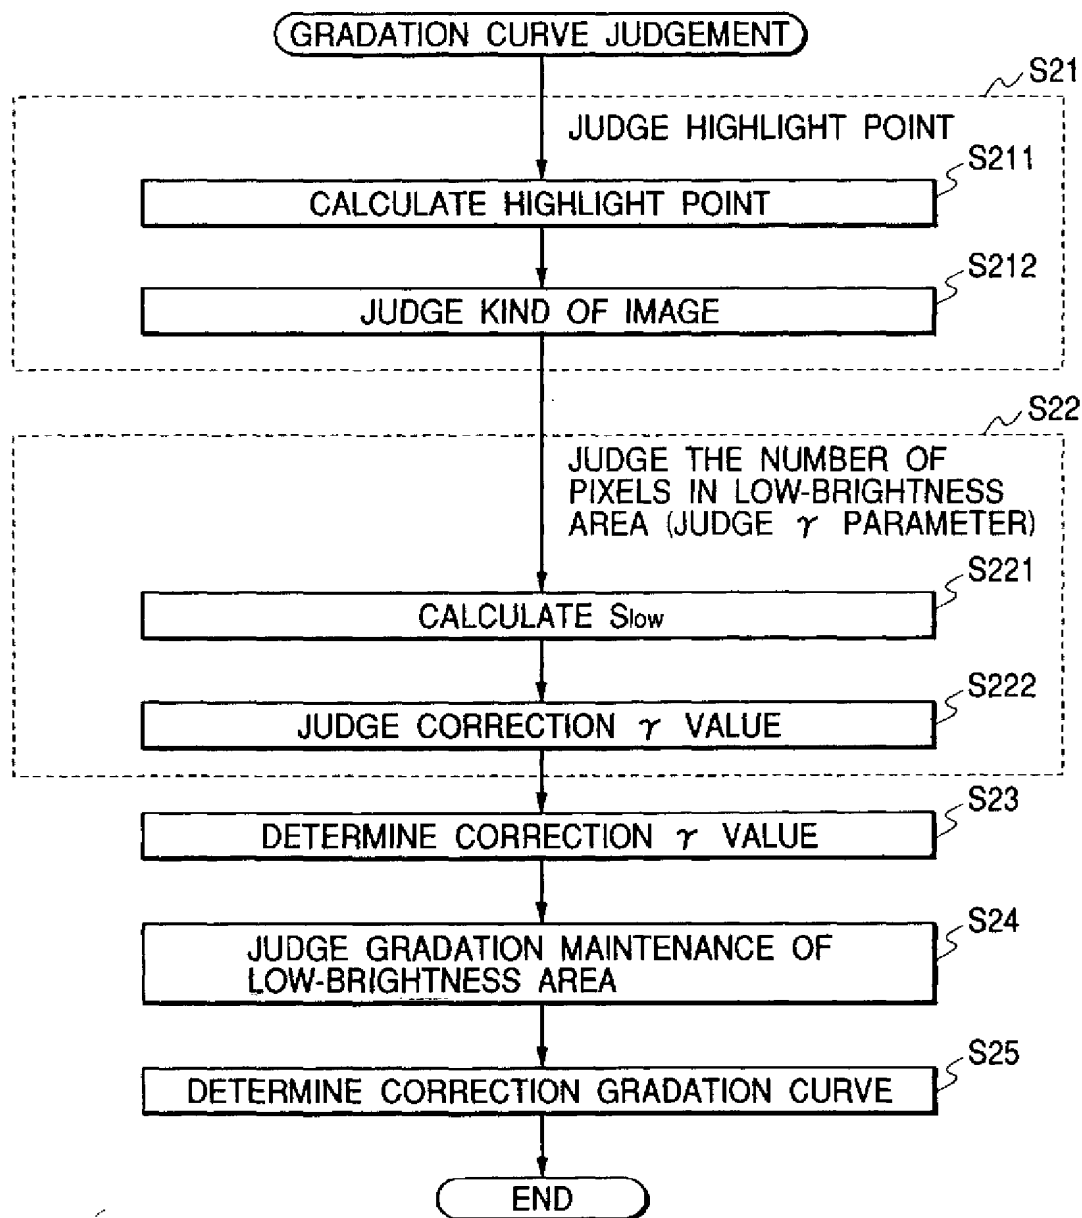 GRADATION CURVE JUDGEMENT
S21
JUDGE HIGHLIGHT POINT
S211
CALCULATE HIGHLIGHT POINT
S212
JUDGE KIND OF IMAGE
S22
JUDGE THE NUMBER OF
PIXELS IN LOW-BRIGHTNESS
AREA (JUDGE γ PARAMETER)
S221
CALCULATE Slow
S222
JUDGE CORRECTION γ VALUE
S23
DETERMINE CORRECTION γ VALUE
S24
JUDGE GRADATION MAINTENANCE OF
LOW-BRIGHTNESS AREA
S25
DETERMINE CORRECTION GRADATION CURVE
END